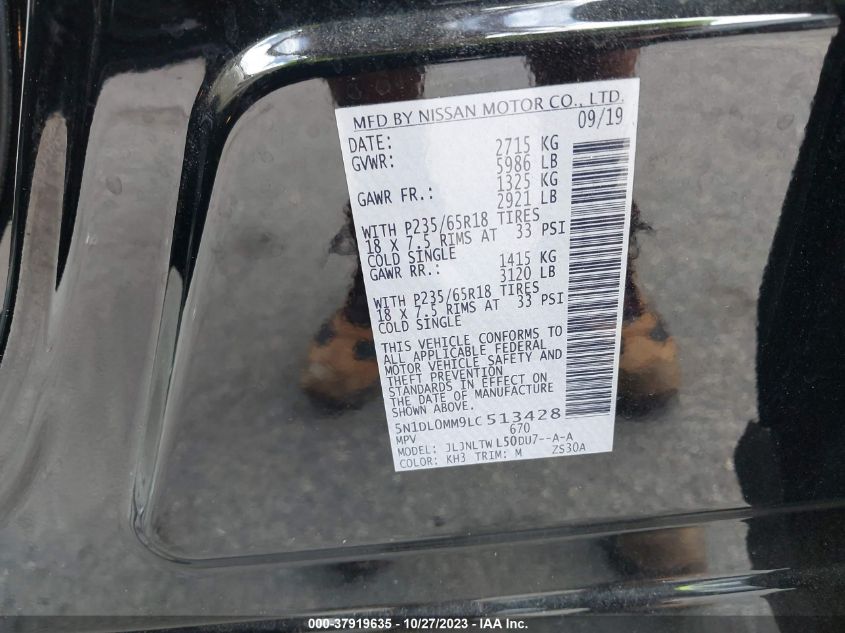 MFD BY NISSAN MOTOR CO., LTD.
DATE: 09/19
GVWR: 2715 KG
5986 LB
GAWR FR.: 1325 KG
2921 LB
WITH P235/65R18 TIRES
18 X 7.5 RIMS AT 33 PSI
COLD SINGLE
GAWR RR.: 1415 KG
3120 LB
WITH P235/65R18 TIRES
18 X 7.5 RIMS AT 33 PSI
COLD SINGLE
THIS VEHICLE CONFORMS TO
ALL APPLICABLE FEDERAL
MOTOR VEHICLE SAFETY AND
THEFT PREVENTION
STANDARDS IN EFFECT ON
THE DATE OF MANUFACTURE
SHOWN ABOVE.
5N1DL0MM9LC513428
MPV 670
MODEL: JLJNLTWL50DU7--A-A
COLOR: KH3 TRIM: M ZS30A
000-37919635 - 10/27/2023 - IAA Inc.